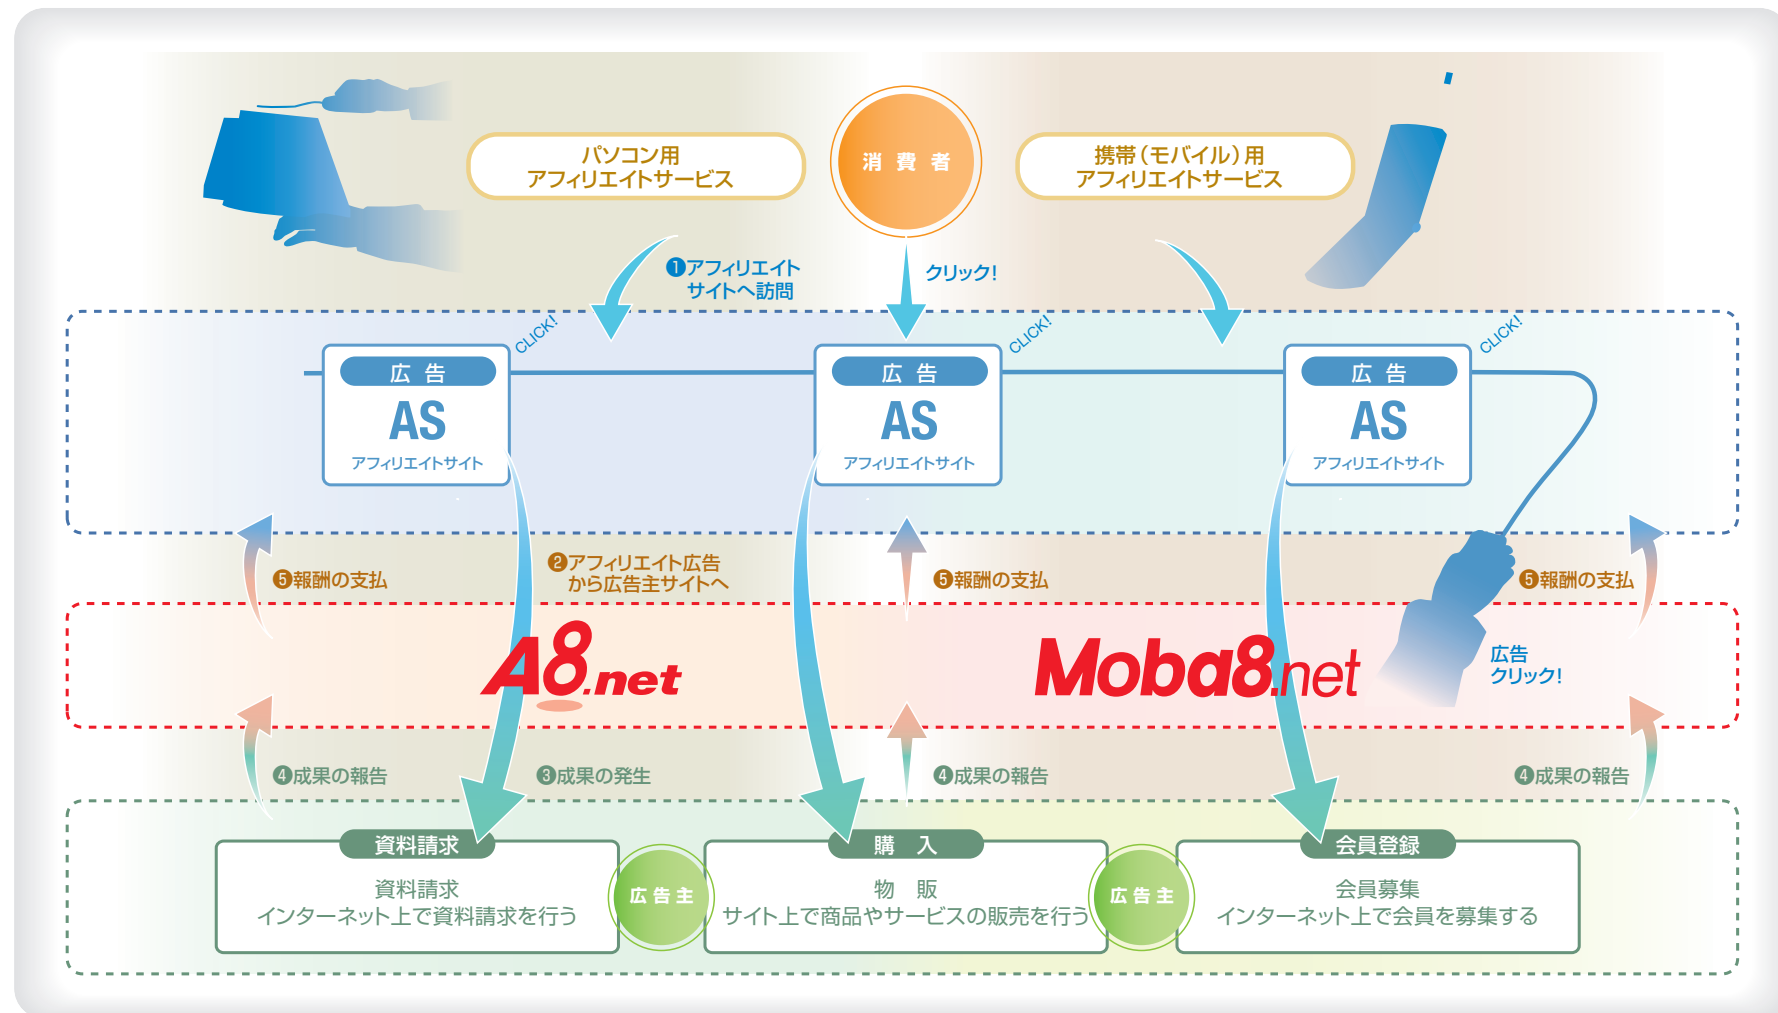 パソコン用
アフィリエイトサービス
消費者
携帯（モバイル）用
アフィリエイトサービス
❶アフィリエイト
サイトへ訪問
クリック！
CLICK!
CLICK!
CLICK!
広告
AS
アフィリエイトサイト
広告
AS
アフィリエイトサイト
広告
AS
アフィリエイトサイト
❺報酬の支払
❷アフィリエイト広告
から広告主サイトへ
❺報酬の支払
❺報酬の支払
A8.net
Moba8.net
広告
クリック！
❹成果の報告
❸成果の発生
❹成果の報告
❹成果の報告
資料請求
資料請求
インターネット上で資料請求を行う
広告主
購入
物販
サイト上で商品やサービスの販売を行う
広告主
会員登録
会員募集
インターネット上で会員を募集する